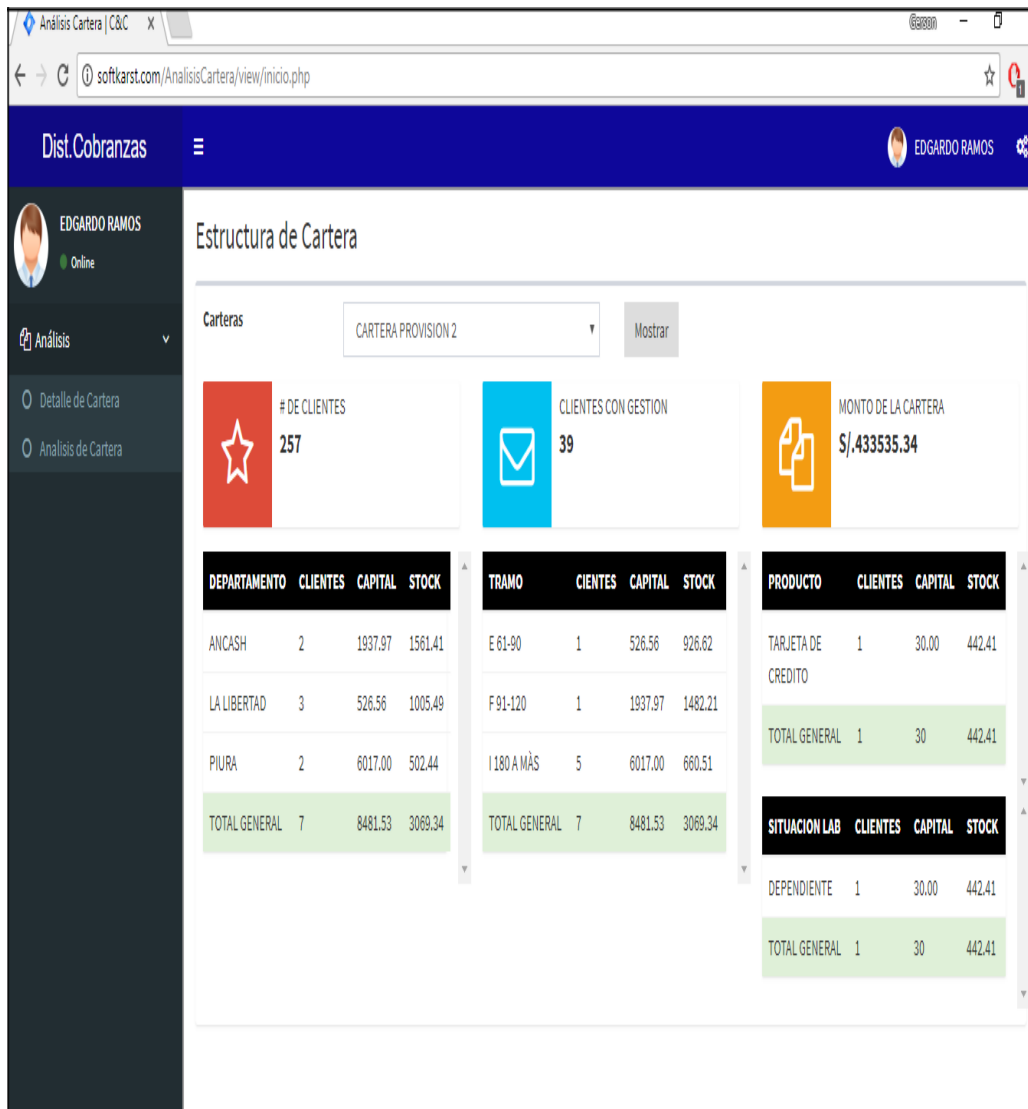 Análisis Cartera | C&C X
Gerson
softkarst.com/AnalisisCartera/view/inicio.php
Dist.Cobranzas
EDGARDO RAMOS
EDGARDO RAMOS
Online
Análisis
Detalle de Cartera
Analisis de Cartera
Estructura de Cartera
Carteras
CARTERA PROVISION 2
Mostrar
# DE CLIENTES
257
CLIENTES CON GESTION
39
MONTO DE LA CARTERA
S/.433535.34
DEPARTAMENTO CLIENTES CAPITAL STOCK
ANCASH 2 1937.97 1561.41
LA LIBERTAD 3 526.56 1005.49
PIURA 2 6017.00 502.44
TOTAL GENERAL 7 8481.53 3069.34
TRAMO CIENTES CAPITAL STOCK
E 61-90 1 526.56 926.62
F 91-120 1 1937.97 1482.21
I 180 A MÀS 5 6017.00 660.51
TOTAL GENERAL 7 8481.53 3069.34
PRODUCTO CLIENTES CAPITAL STOCK
TARJETA DE 1 30.00 442.41
CREDITO
TOTAL GENERAL 1 30 442.41
SITUACION LAB CLIENTES CAPITAL STOCK
DEPENDIENTE 1 30.00 442.41
TOTAL GENERAL 1 30 442.41